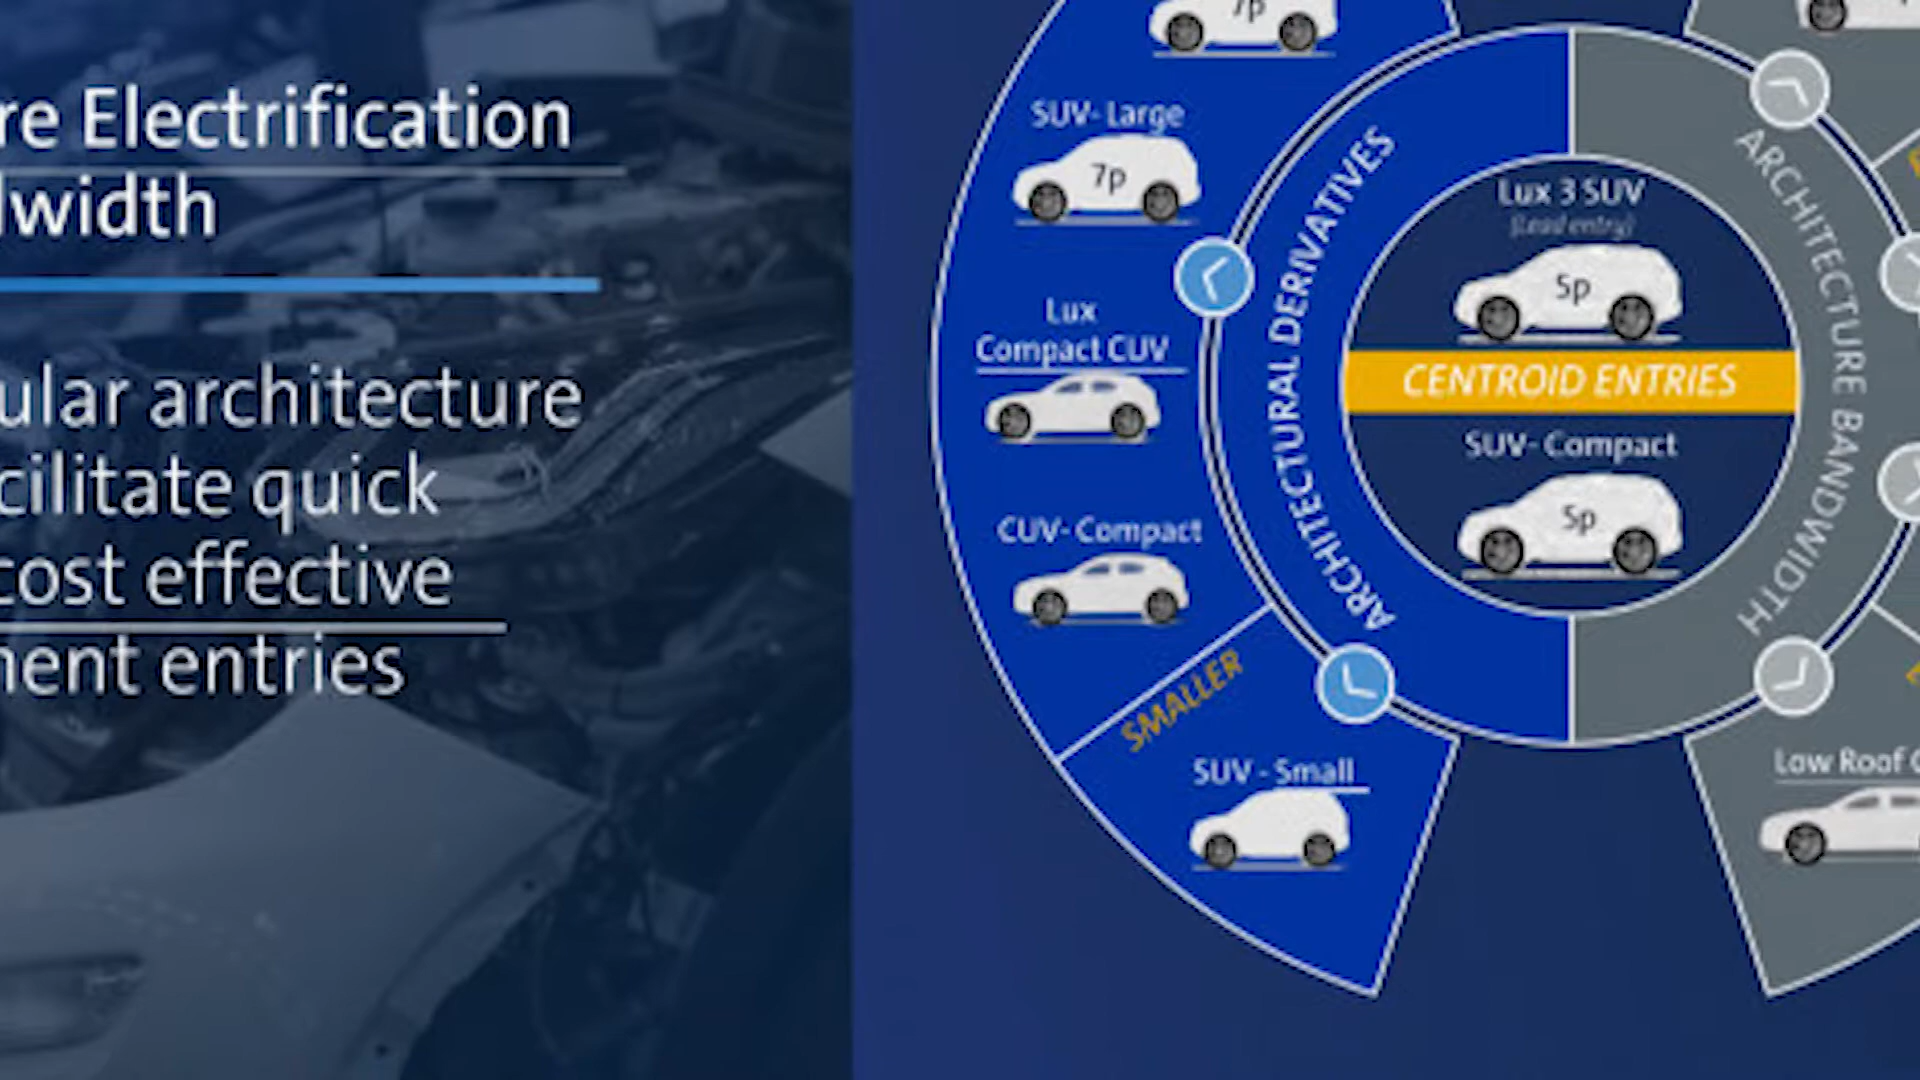 re Electrification
dwidth
ular architecture
cilitate quick
cost effective
ment entries
7p
SUV- Large
7p
Lux
Compact CUV
CUV- Compact
SMALLER
SUV - Small
ARCHITECTURAL DERIVATIVES
Lux 3 SUV
(Lead entry)
5p
CENTROID ENTRIES
SUV- Compact
5p
ARCHITECTURE BANDWIDTH
Low Roof